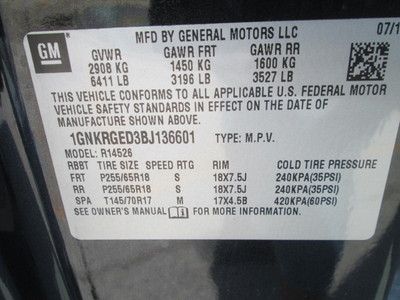 GM
MFD BY GENERAL MOTORS LLC 07/1
GVWR GAWR FRT GAWR RR
2908 KG 1450 KG 1600 KG
6411 LB 3196 LB 3527 LB
THIS VEHICLE CONFORMS TO ALL APPLICABLE U.S. FEDERAL MOTOR
VEHICLE SAFETY STANDARDS IN EFFECT ON THE DATE OF
MANUFACTURE SHOWN ABOVE.
1GNKRGED3BJ136601 TYPE: M.P.V.
MODEL: R14526
RBBT TIRE SIZE SPEED RTG RIM COLD TIRE PRESSURE
FRT P255/65R18 S 18X7.5J 240KPA(35PSI)
RR P255/65R18 S 18X7.5J 240KPA(35PSI)
SPA T145/70R17 M 17X4.5B 420KPA(60PSI)
SEE OWNER'S MANUAL FOR MORE INFORMATION.